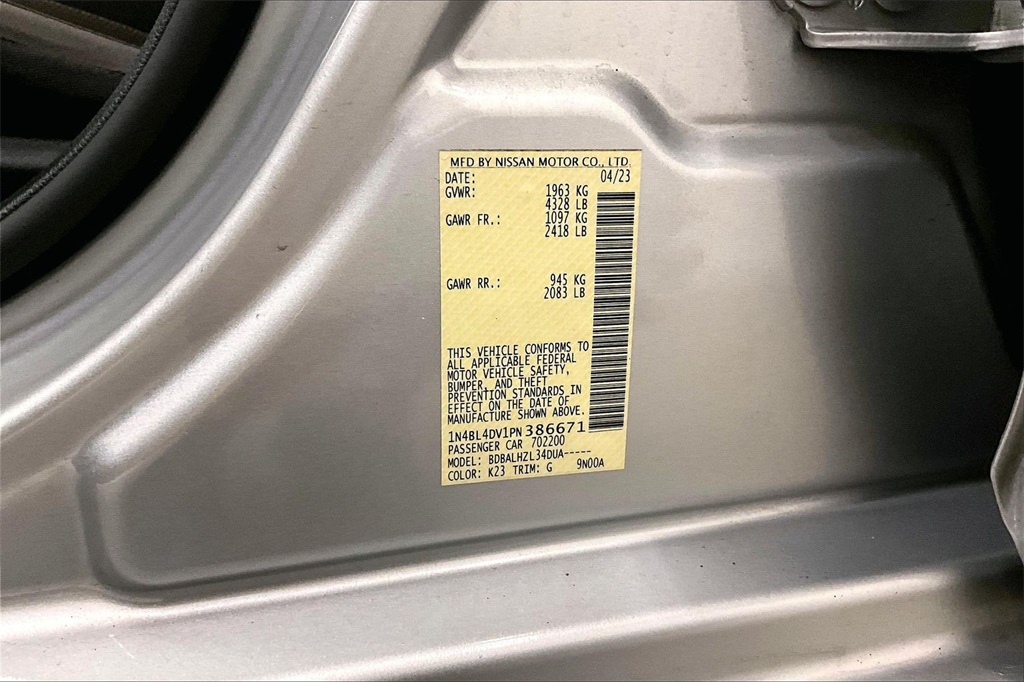 MFD BY NISSAN MOTOR CO., LTD.
DATE: 04/23
GVWR: 1963 KG
4328 LB
GAWR FR.: 1097 KG
2418 LB
GAWR RR.: 945 KG
2083 LB
THIS VEHICLE CONFORMS TO
ALL APPLICABLE FEDERAL
MOTOR VEHICLE SAFETY,
BUMPER, AND THEFT
PREVENTION STANDARDS IN
EFFECT ON THE DATE OF
MANUFACTURE SHOWN ABOVE.
1N4BL4DV1PN 386671
PASSENGER CAR 702200
MODEL: BDBALHZL34DUA-----
COLOR: K23 TRIM: G 9N00A